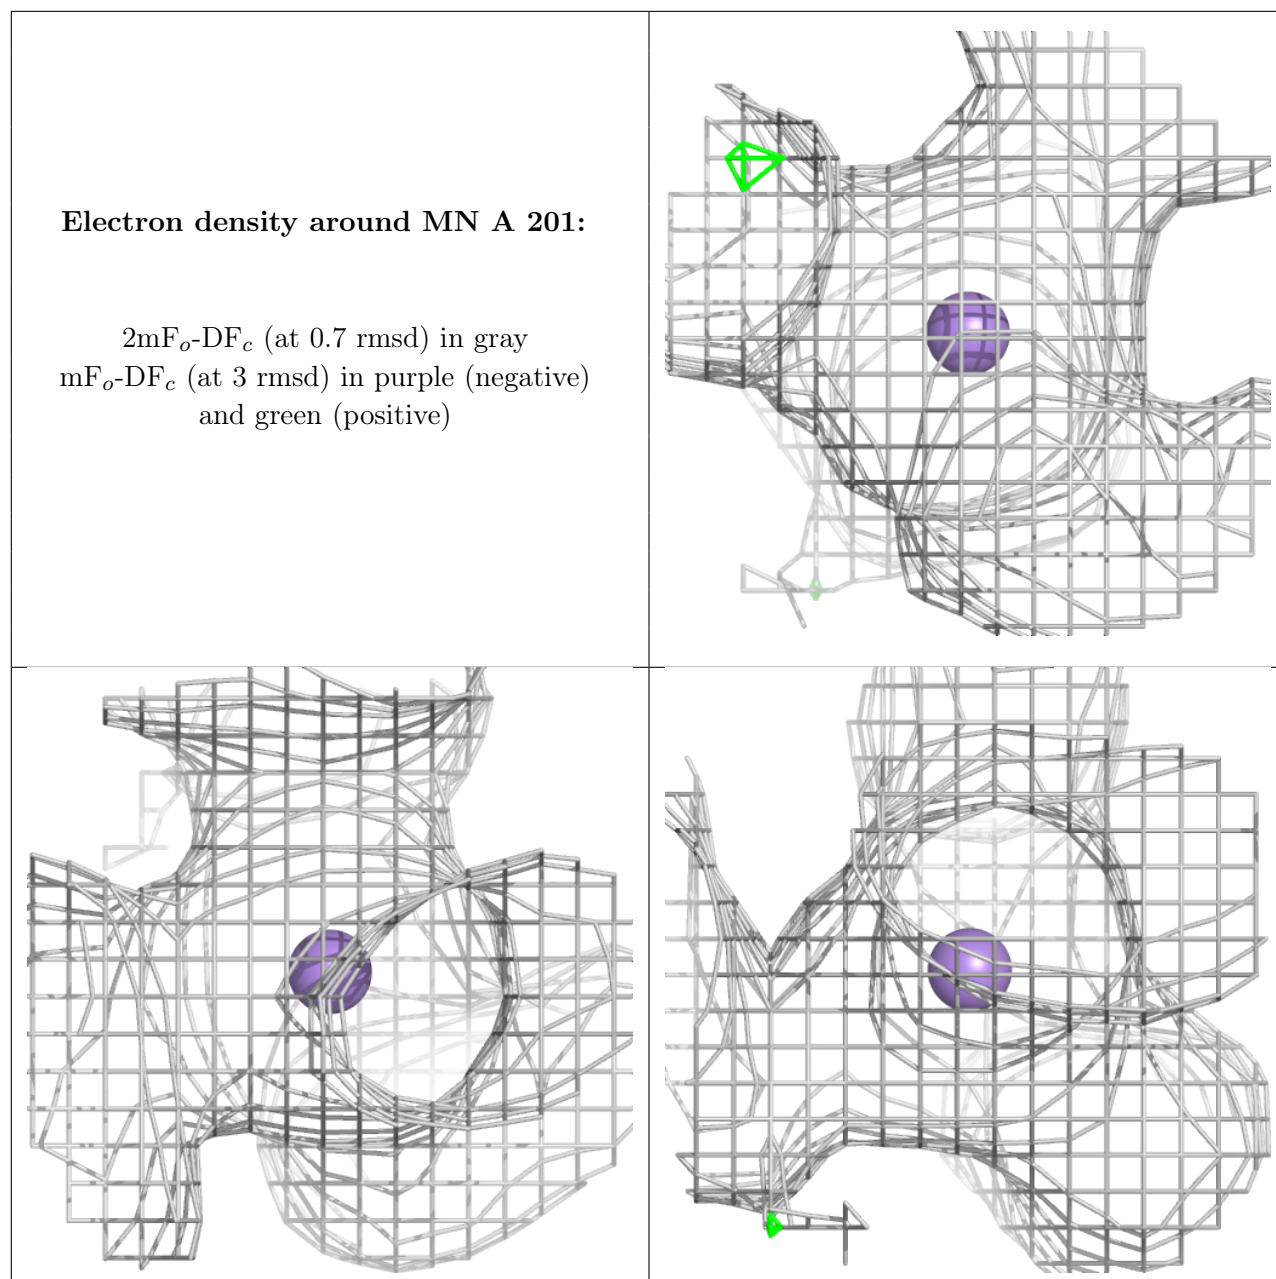 Electron density around MN A 201:
2mFₒ-DF𝒸 (at 0.7 rmsd) in gray
mFₒ-DF𝒸 (at 3 rmsd) in purple (negative)
and green (positive)